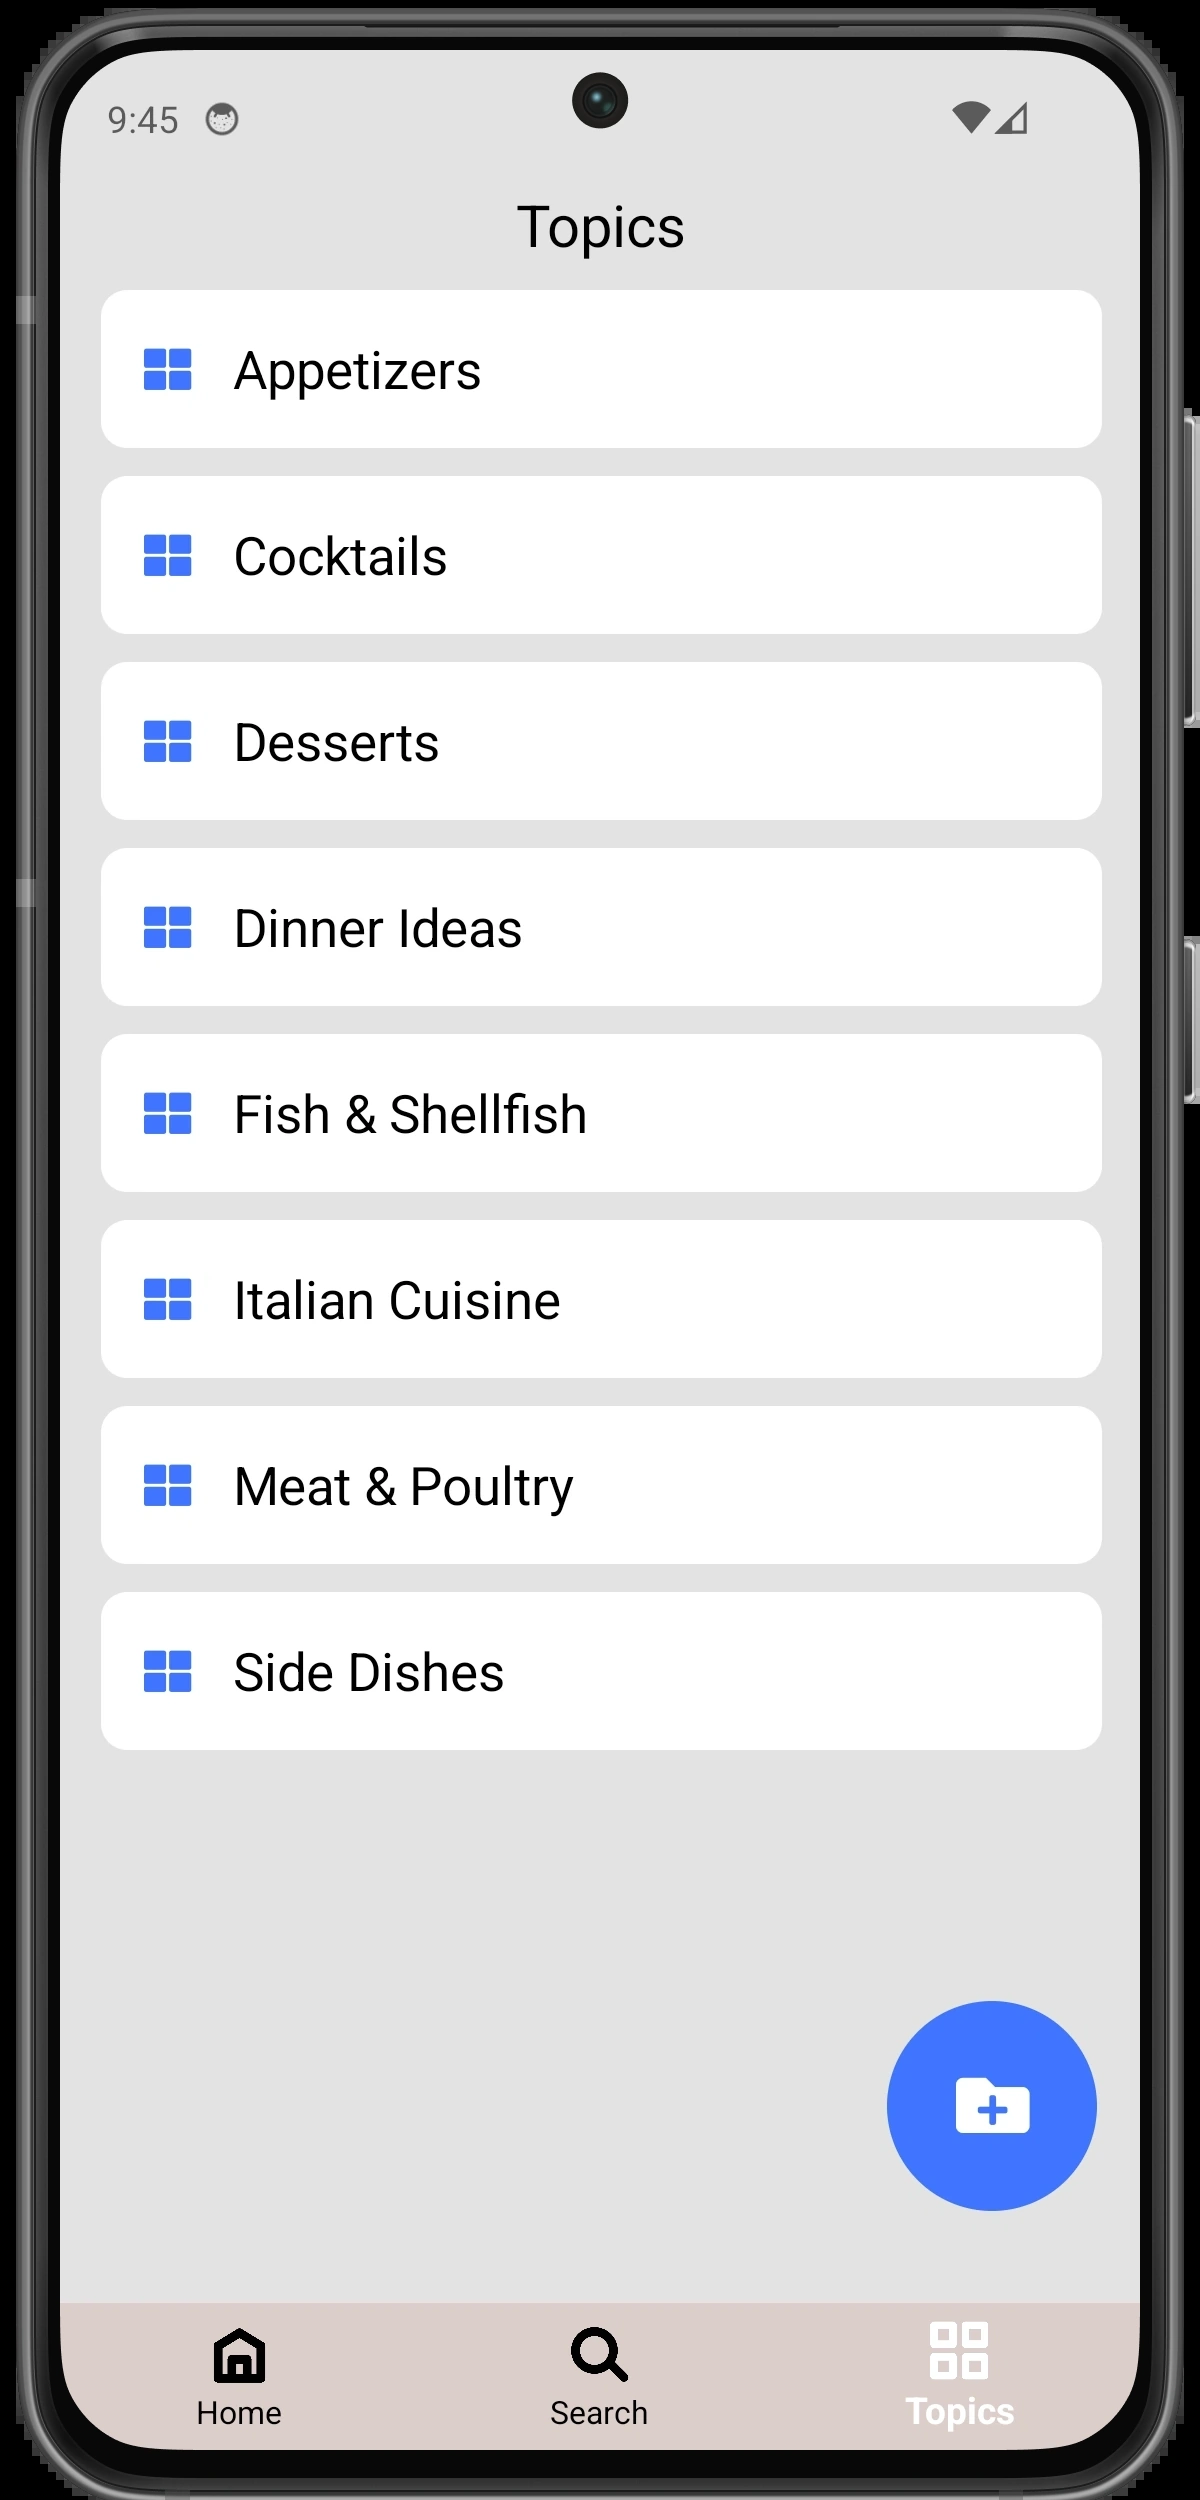 9:45
Topics
Appetizers
Cocktails
Desserts
Dinner Ideas
Fish & Shellfish
Italian Cuisine
Meat & Poultry
Side Dishes
Home Search Topics